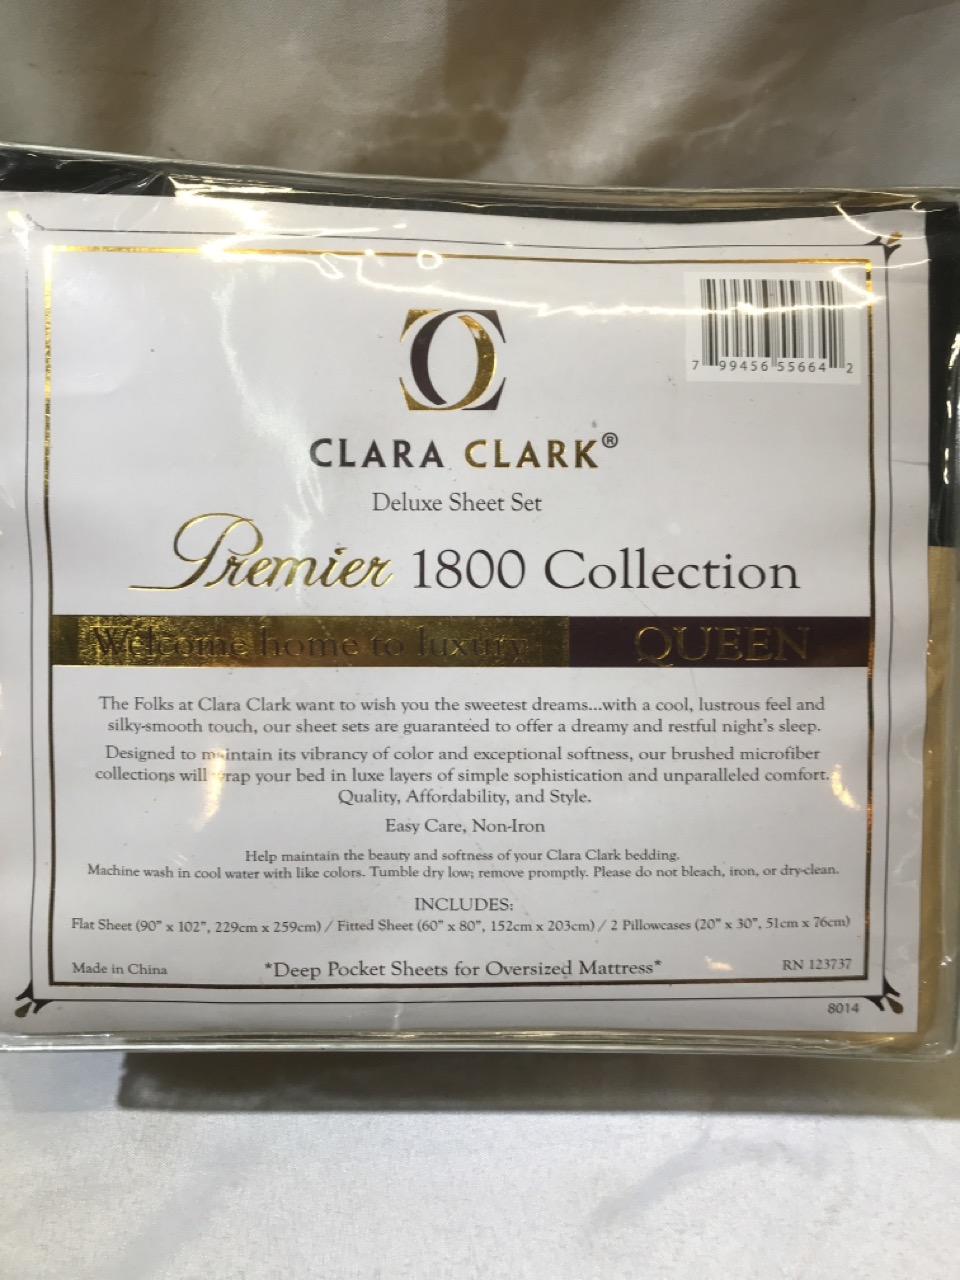 7 99456 55664 2
CLARA CLARK®
Deluxe Sheet Set
Premier 1800 Collection
Welcome home to luxury QUEEN
The Folks at Clara Clark want to wish you the sweetest dreams...with a cool, lustrous feel and
silky-smooth touch, our sheet sets are guaranteed to offer a dreamy and restful night's sleep.
Designed to maintain its vibrancy of color and exceptional softness, our brushed microfiber
collections will wrap your bed in luxe layers of simple sophistication and unparalleled comfort.
Quality, Affordability, and Style.
Easy Care, Non-Iron
Help maintain the beauty and softness of your Clara Clark bedding.
Machine wash in cool water with like colors. Tumble dry low; remove promptly. Please do not bleach, iron, or dry-clean.
INCLUDES:
Flat Sheet (90" x 102", 229cm x 259cm) / Fitted Sheet (60" x 80", 152cm x 203cm) / 2 Pillowcases (20" x 30", 51cm x 76cm)
Made in China *Deep Pocket Sheets for Oversized Mattress* RN 123737
8014